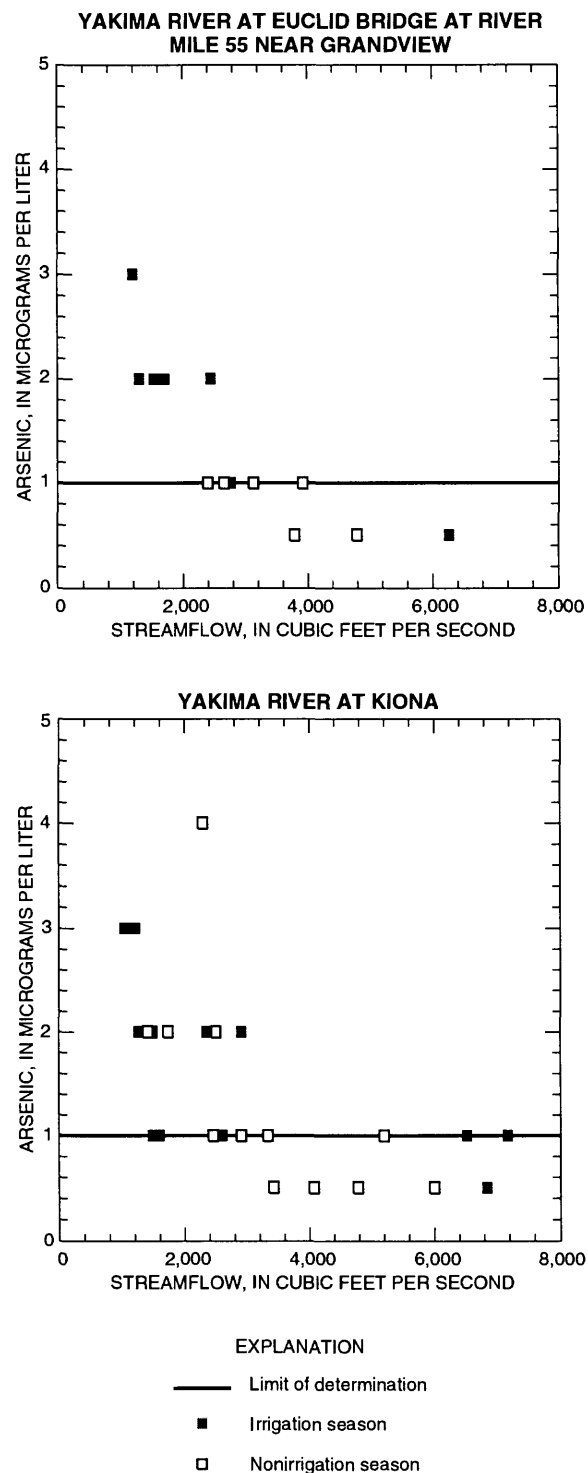 YAKIMA RIVER AT EUCLID BRIDGE AT RIVER
MILE 55 NEAR GRANDVIEW
5
4
3
2
1
0
ARSENIC, IN MICROGRAMS PER LITER
0 2,000 4,000 6,000 8,000
STREAMFLOW, IN CUBIC FEET PER SECOND
YAKIMA RIVER AT KIONA
5
4
3
2
1
0
ARSENIC, IN MICROGRAMS PER LITER
0 2,000 4,000 6,000 8,000
STREAMFLOW, IN CUBIC FEET PER SECOND
EXPLANATION
Limit of determination
Irrigation season
Nonirrigation season